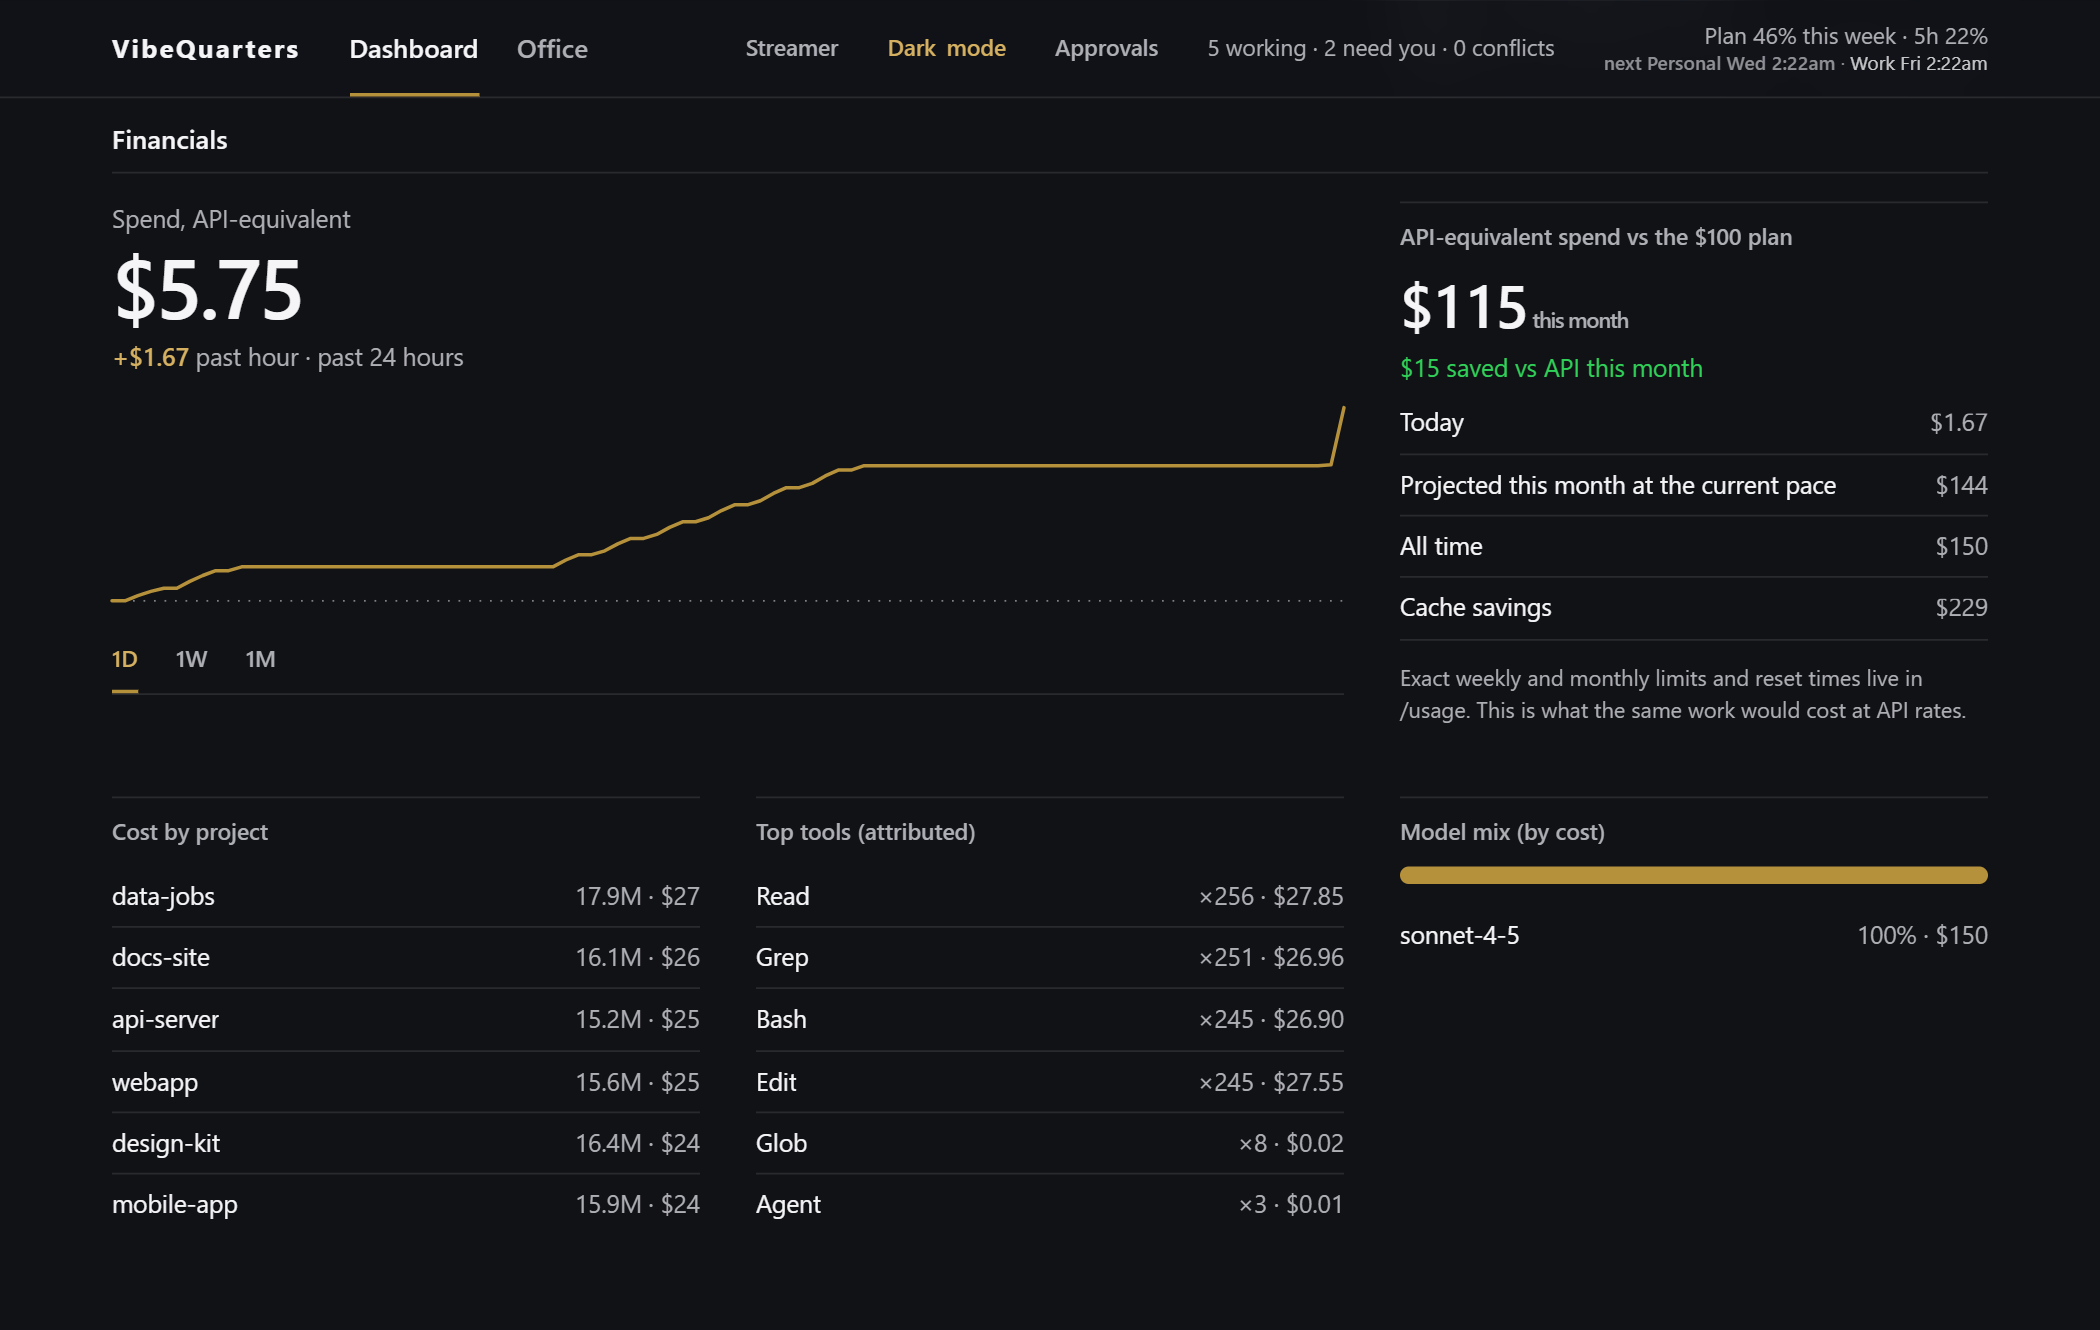 VibeQuarters Dashboard Office Streamer Dark mode Approvals 5 working · 2 need you · 0 conflicts Plan 46% this week · 5h 22%
next Personal Wed 2:22am · Work Fri 2:22am
Financials
Spend, API-equivalent
$5.75
+$1.67 past hour · past 24 hours
1D 1W 1M
API-equivalent spend vs the $100 plan
$115 this month
$15 saved vs API this month
Today $1.67
Projected this month at the current pace $144
All time $150
Cache savings $229
Exact weekly and monthly limits and reset times live in
/usage. This is what the same work would cost at API rates.
Cost by project
data-jobs 17.9M · $27
docs-site 16.1M · $26
api-server 15.2M · $25
webapp 15.6M · $25
design-kit 16.4M · $24
mobile-app 15.9M · $24
Top tools (attributed)
Read ×256 · $27.85
Grep ×251 · $26.96
Bash ×245 · $26.90
Edit ×245 · $27.55
Glob ×8 · $0.02
Agent ×3 · $0.01
Model mix (by cost)
sonnet-4-5 100% · $150